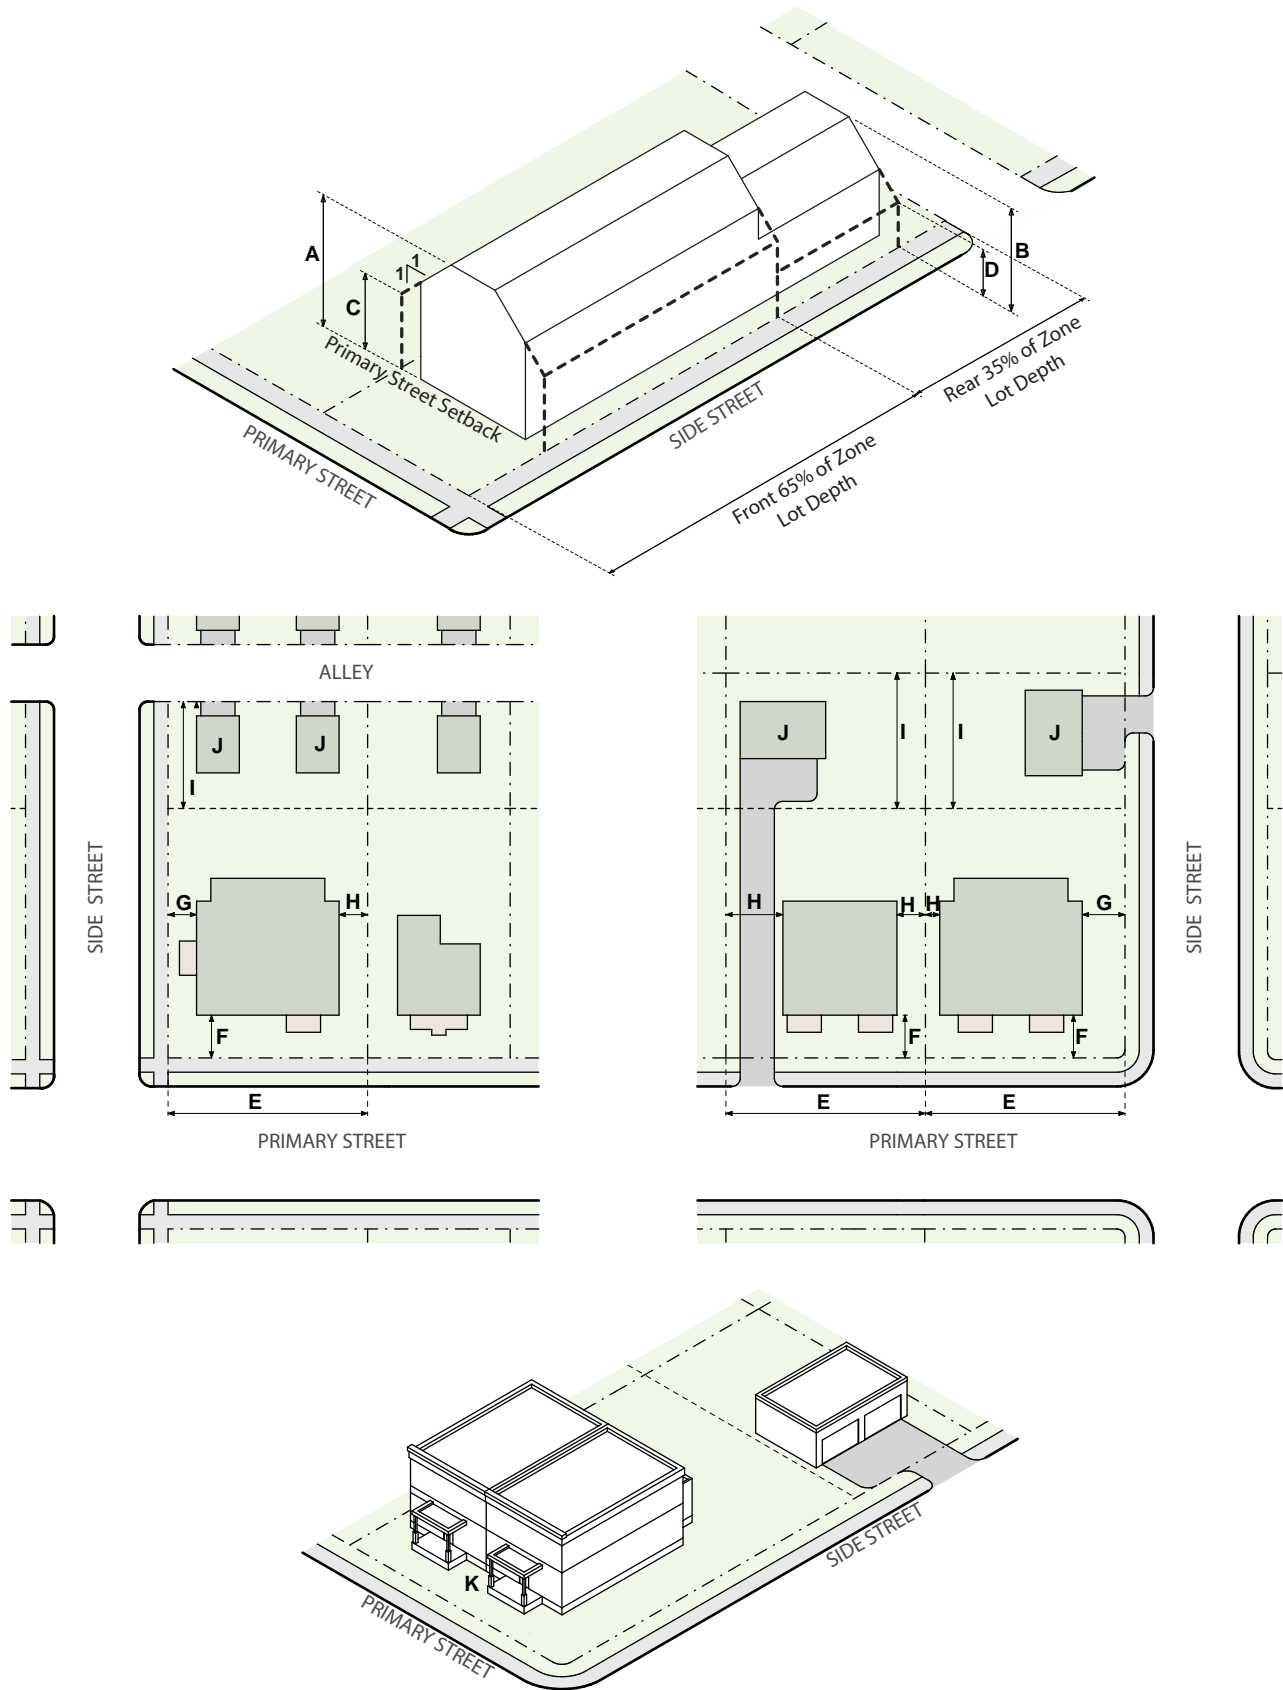 A
1
1
C
B
D
Primary Street Setback
PRIMARY STREET
SIDE STREET
Rear 35% of Zone
Lot Depth
Front 65% of Zone
Lot Depth
ALLEY
J
J
I
SIDE STREET
G
H
F
E
PRIMARY STREET
J
I
I
J
H
H
H
G
SIDE STREET
F
F
E
E
PRIMARY STREET
K
PRIMARY STREET
SIDE STREET